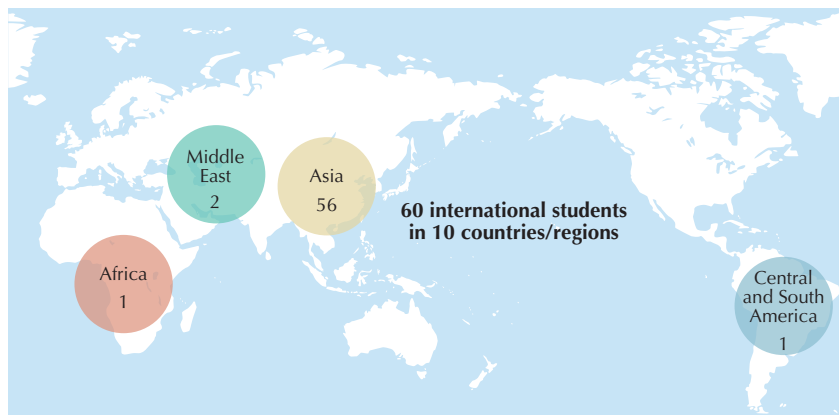 Middle
East
2
Asia
56
60 international students
in 10 countries/regions
Africa
1
Central
and South
America
1